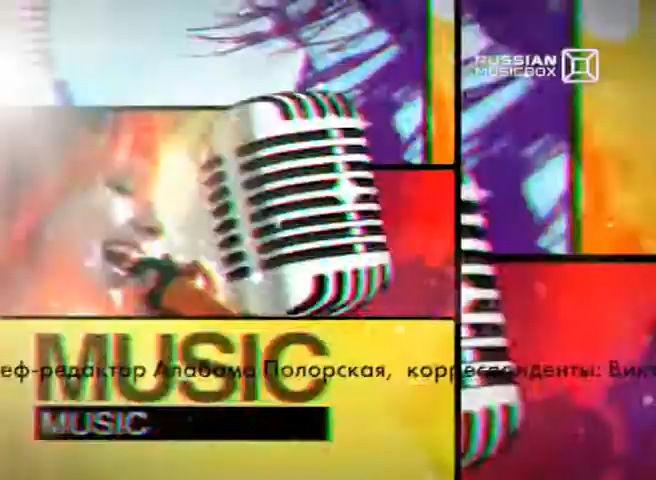 RUSSIAN
MUSICBOX
MUSIC
еф-редактор Алабама Полорская, корреспонденты: Вик
MUSIC